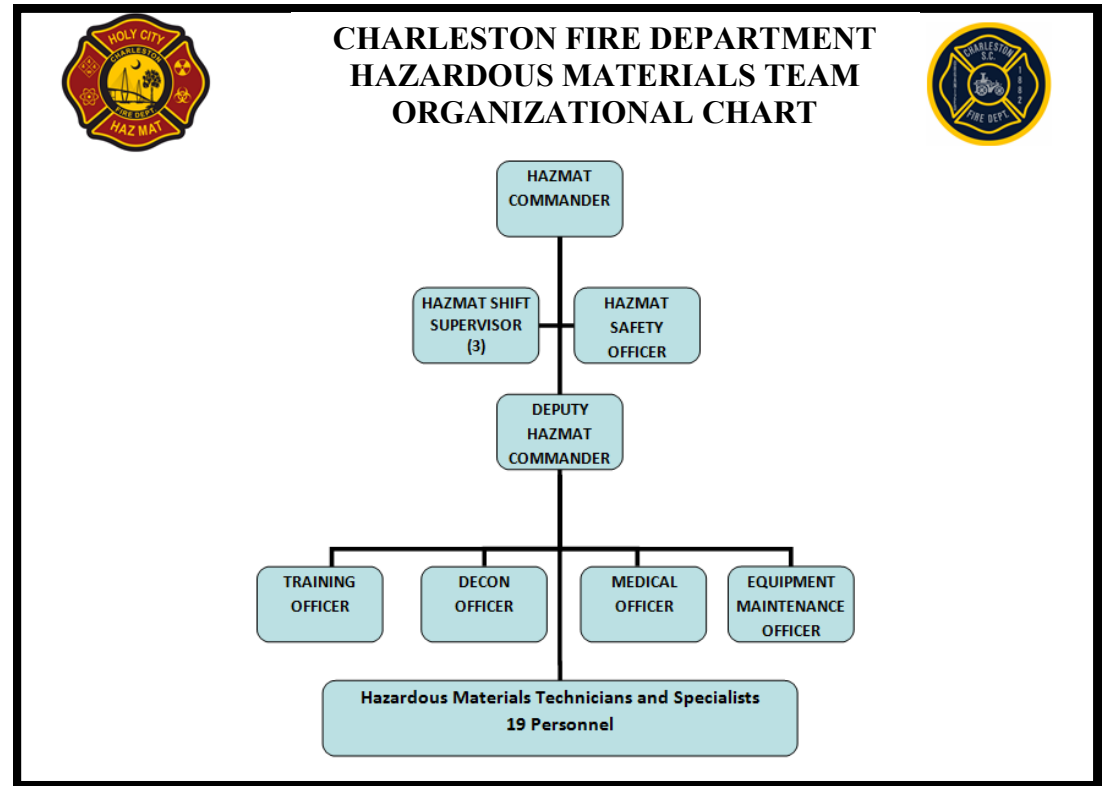 CHARLESTON FIRE DEPARTMENT
HAZARDOUS MATERIALS TEAM
ORGANIZATIONAL CHART
HOLY CITY
CHARLESTON
FIRE DEPT.
HAZ MAT
CHARLESTON
S.C.
1882
FIRE DEPT.
HAZMAT
COMMANDER
HAZMAT SHIFT
SUPERVISOR
(3)
HAZMAT
SAFETY
OFFICER
DEPUTY
HAZMAT
COMMANDER
TRAINING
OFFICER
DECON
OFFICER
MEDICAL
OFFICER
EQUIPMENT
MAINTENANCE
OFFICER
Hazardous Materials Technicians and Specialists
19 Personnel